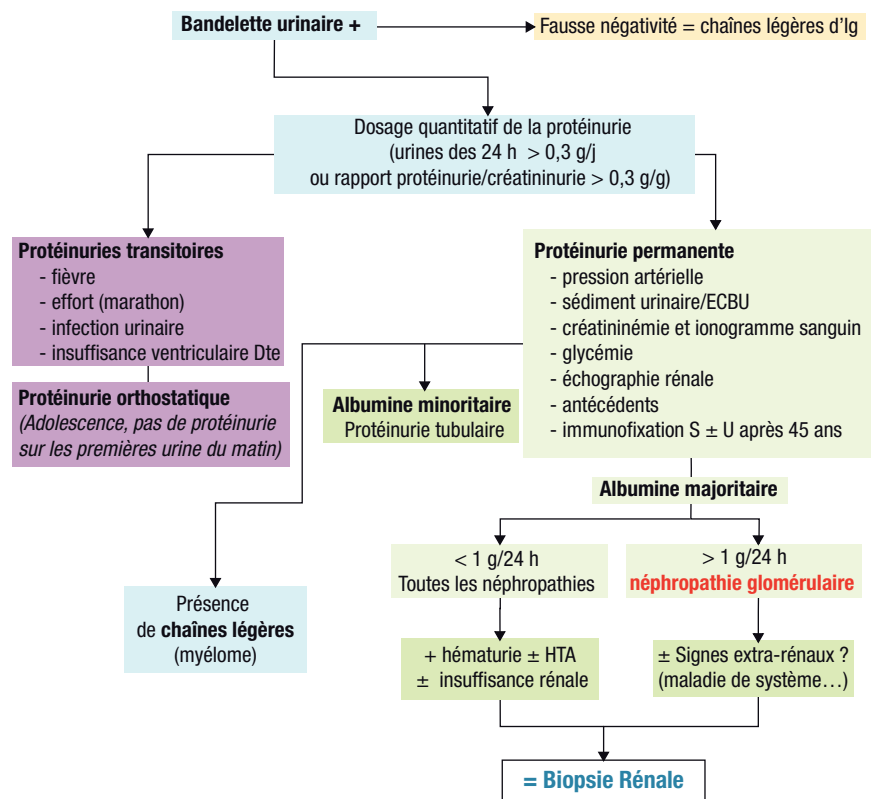 Bandelette urinaire +
Fausse négativité = chaînes légères d'Ig
Dosage quantitatif de la protéinurie
(urines des 24 h > 0,3 g/j
ou rapport protéinurie/créatininurie > 0,3 g/g)
Protéinuries transitoires
- fièvre
- effort (marathon)
- infection urinaire
- insuffisance ventriculaire Dte
Protéinurie orthostatique
(Adolescence, pas de protéinurie
sur les premières urine du matin)
Protéinurie permanente
- pression artérielle
- sédiment urinaire/ECBU
- créatininémie et ionogramme sanguin
- glycémie
- échographie rénale
- antécédents
- immunofixation S ± U après 45 ans
Albumine minoritaire
Protéinurie tubulaire
Albumine majoritaire
< 1 g/24 h
Toutes les néphropathies
> 1 g/24 h
néphropathie glomérulaire
Présence
de chaînes légères
(myélome)
+ hématurie ± HTA
± insuffisance rénale
± Signes extra-rénaux ?
(maladie de système…)
= Biopsie Rénale